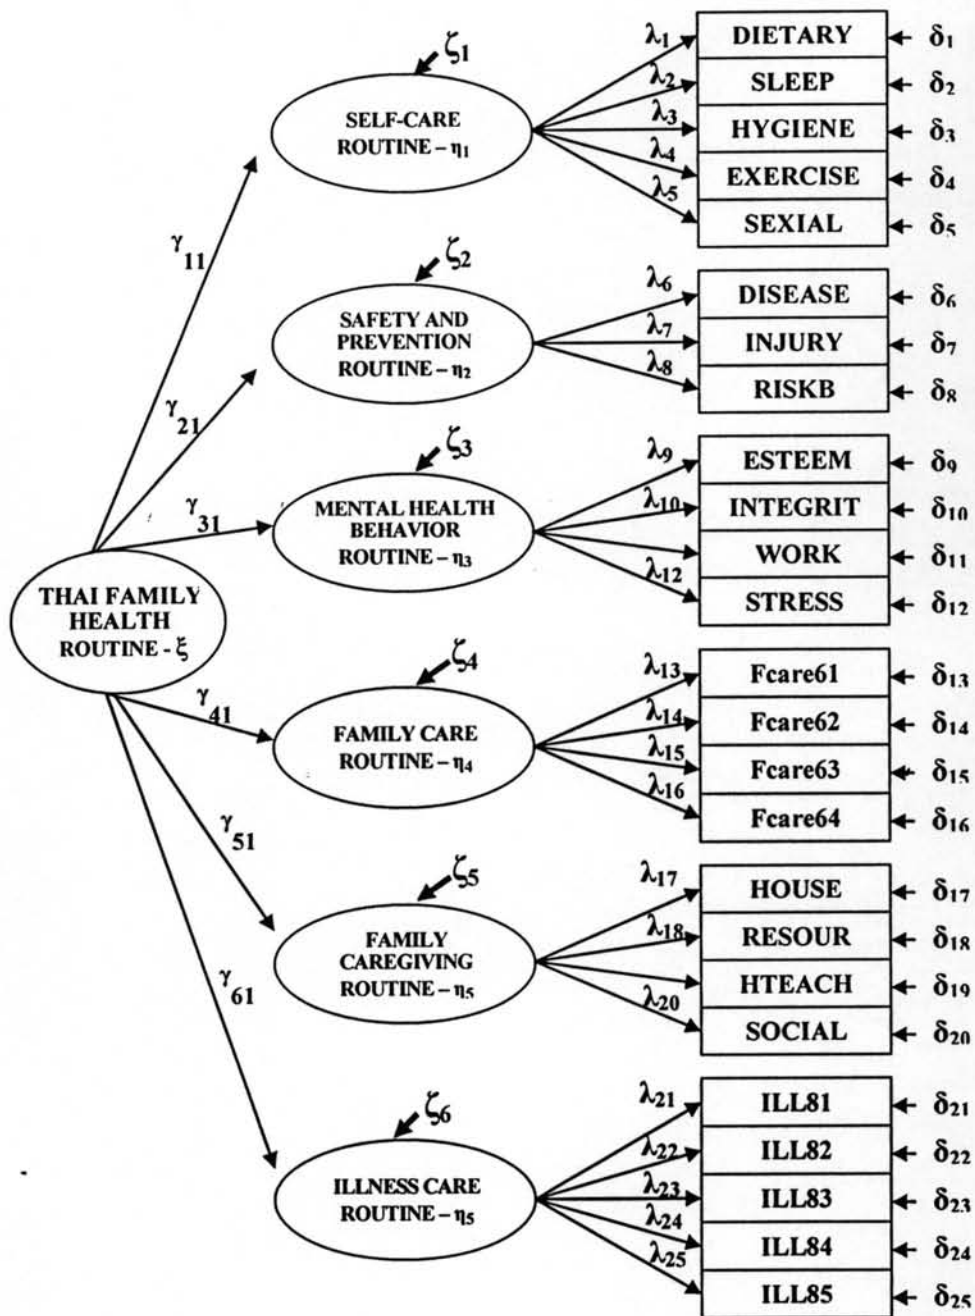 ζ1
SELF-CARE
ROUTINE – η1
λ1
λ2
λ3
λ4
λ5
DIETARY
δ1
SLEEP
δ2
HYGIENE
δ3
EXERCISE
δ4
SEXIAL
δ5
γ11
ζ2
SAFETY AND
PREVENTION
ROUTINE – η2
λ6
λ7
λ8
DISEASE
δ6
INJURY
δ7
RISKB
δ8
γ21
ζ3
MENTAL HEALTH
BEHAVIOR
ROUTINE – η3
λ9
λ10
λ12
ESTEEM
δ9
INTEGRIT
δ10
WORK
δ11
STRESS
δ12
γ31
THAI FAMILY
HEALTH
ROUTINE - ξ
γ41
ζ4
FAMILY CARE
ROUTINE – η4
λ13
λ14
λ15
λ16
Fcare61
δ13
Fcare62
δ14
Fcare63
δ15
Fcare64
δ16
γ51
ζ5
FAMILY
CAREGIVING
ROUTINE – η5
λ17
λ18
λ20
HOUSE
δ17
RESOUR
δ18
HTEACH
δ19
SOCIAL
δ20
γ61
ζ6
ILLNESS CARE
ROUTINE – η5
λ21
λ22
λ23
λ24
λ25
ILL81
δ21
ILL82
δ22
ILL83
δ23
ILL84
δ24
ILL85
δ25